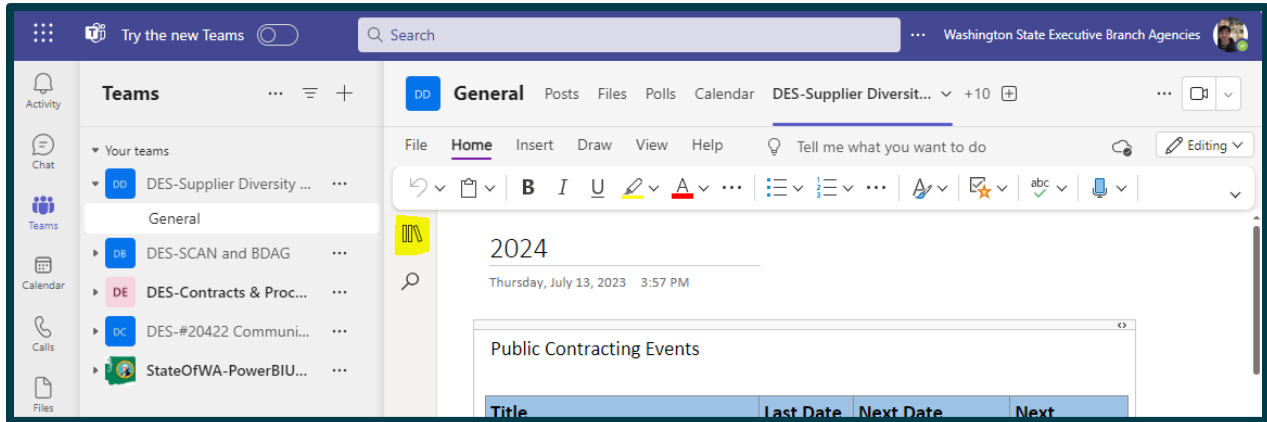 Try the new Teams
Search
Washington State Executive Branch Agencies
Activity
Chat
Teams
Calendar
Calls
Files
Teams
Your teams
DD DES-Supplier Diversity ...
General
DB DES-SCAN and BDAG
DE DES-Contracts & Proc...
DC DES-#20422 Communi...
StateOfWA-PowerBIU...
DD General Posts Files Polls Calendar DES-Supplier Diversit... +10
File Home Insert Draw View Help Tell me what you want to do Editing
B I U A A abc
2024
Thursday, July 13, 2023 3:57 PM
Public Contracting Events
Title Last Date Next Date Next